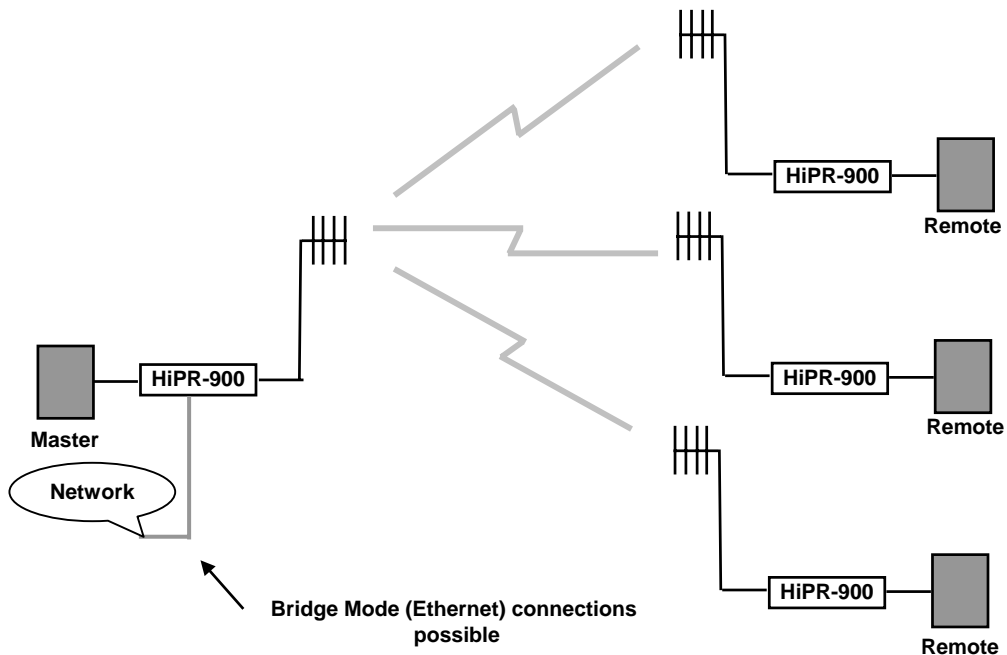 HiPR-900
Remote
HiPR-900
Master
HiPR-900
Remote
Network
HiPR-900
Remote
Bridge Mode (Ethernet) connections
possible